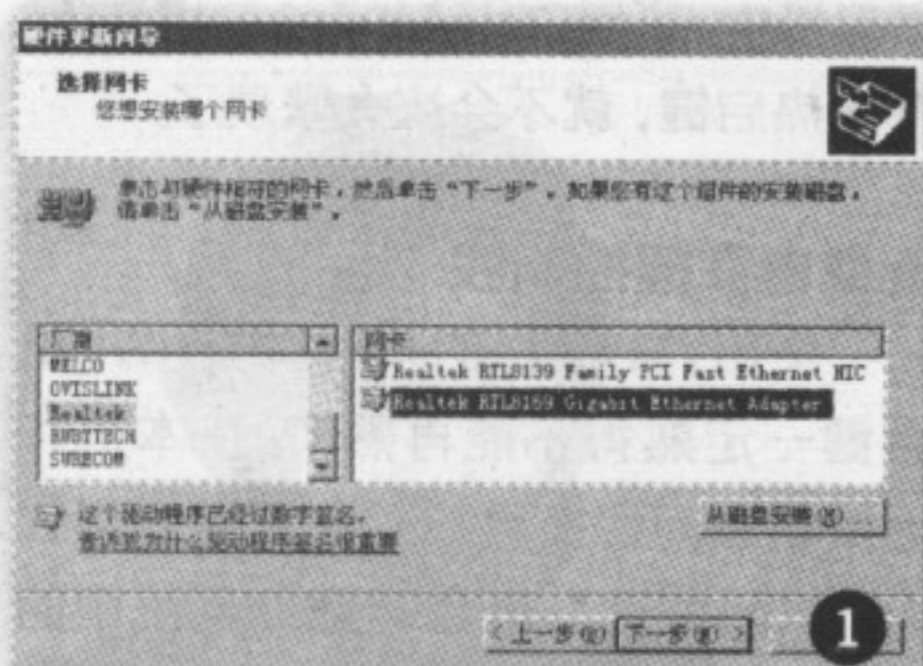 硬件更新向导
选择网卡
您想安装哪个网卡
单击与硬件相符的网卡，然后单击“下一步”。如果您有这个组件的安装磁盘，
请单击“从磁盘安装”。
厂商
MELCO
OVISLINK
Realtek
RUBYTECH
SURECOM
网卡
Realtek RTL8139 Family PCI Fast Ethernet NIC
Realtek RTL8169 Gigabit Ethernet Adapter
这个驱动程序已经过数字签名。
告诉我为什么驱动程序签名很重要
从磁盘安装(H)...
<上一步(B)
下一步(N)>
1